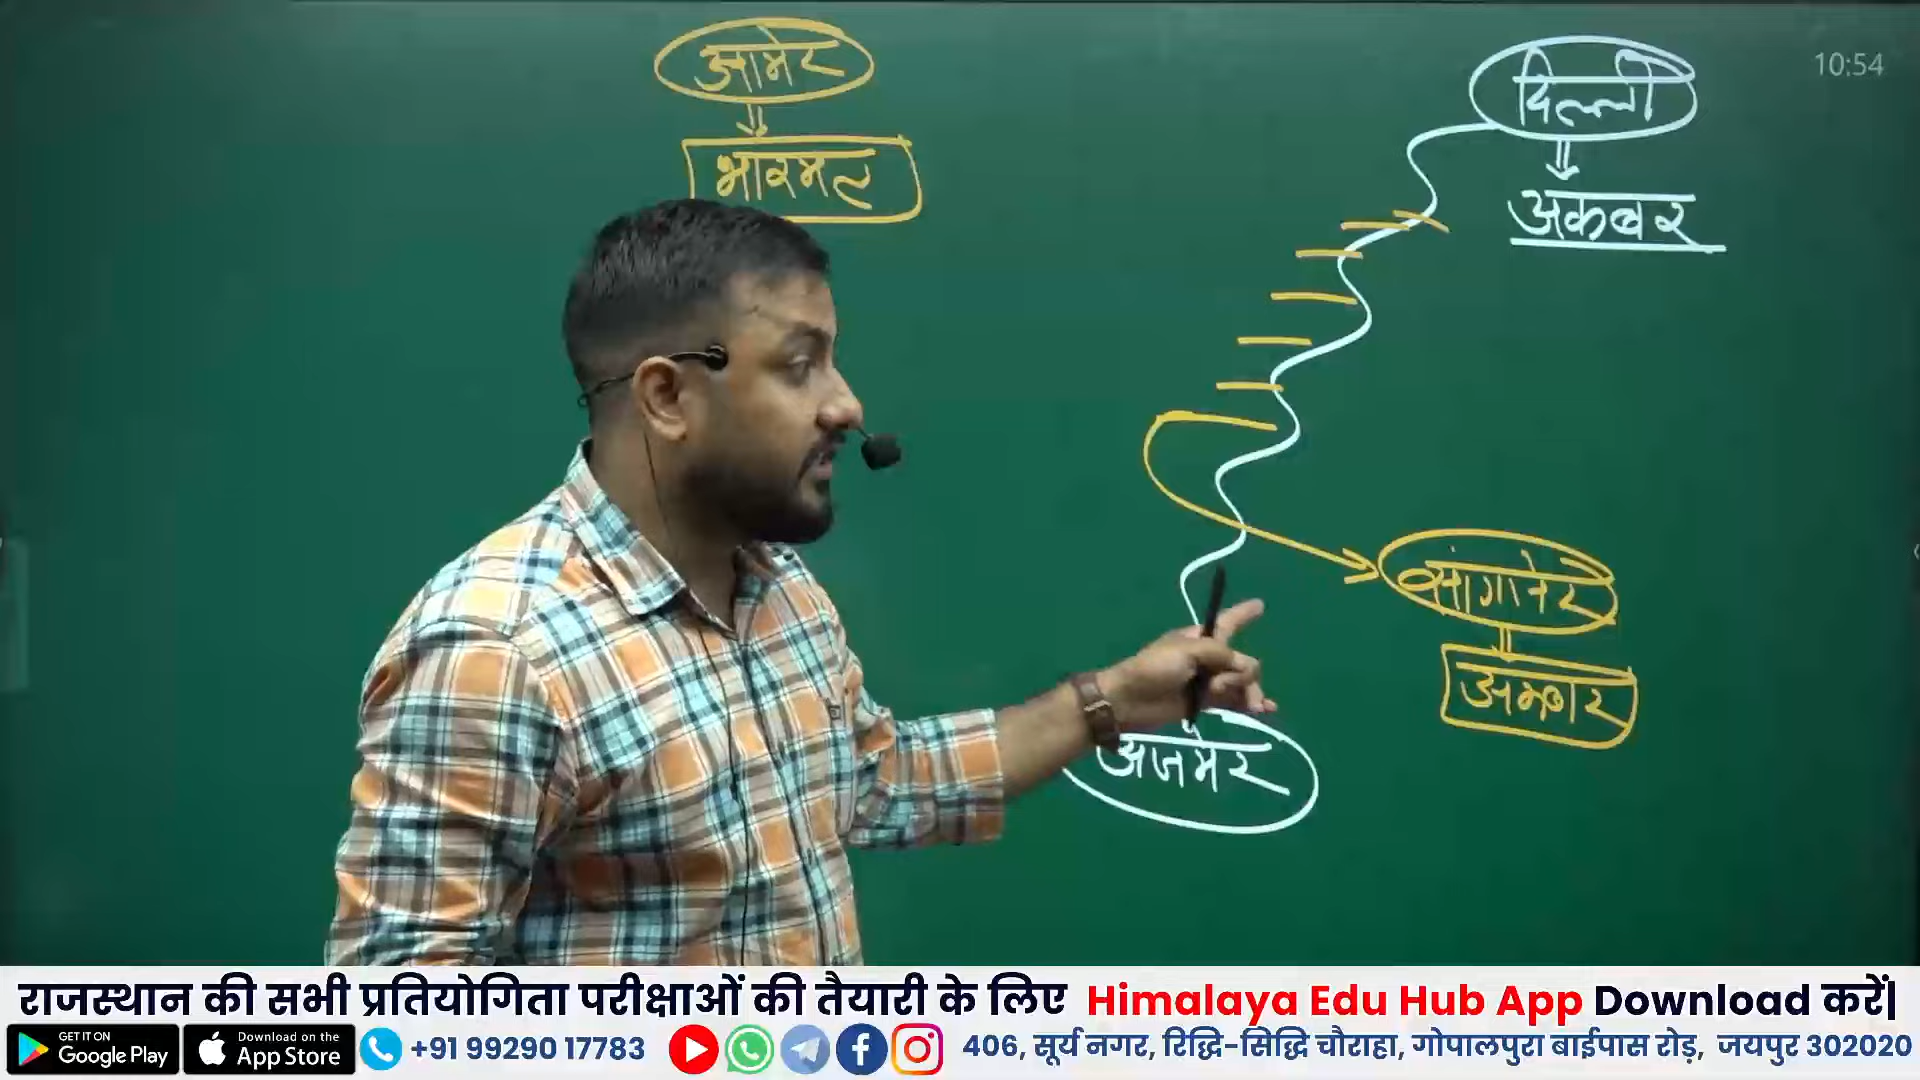 आमेर
भारमल
दिल्ली
अकबर
10:54
सांगानेर
अजमेर
राजस्थान की सभी प्रतियोगिता परीक्षाओं की तैयारी के लिए Himalaya Edu Hub App Download करें|
GET IT ON
Google Play
Download on the
App Store
+91 99290 17783
406, सूर्य नगर, रिद्धि-सिद्धि चौराहा, गोपालपुरा बाईपास रोड़, जयपुर 302020